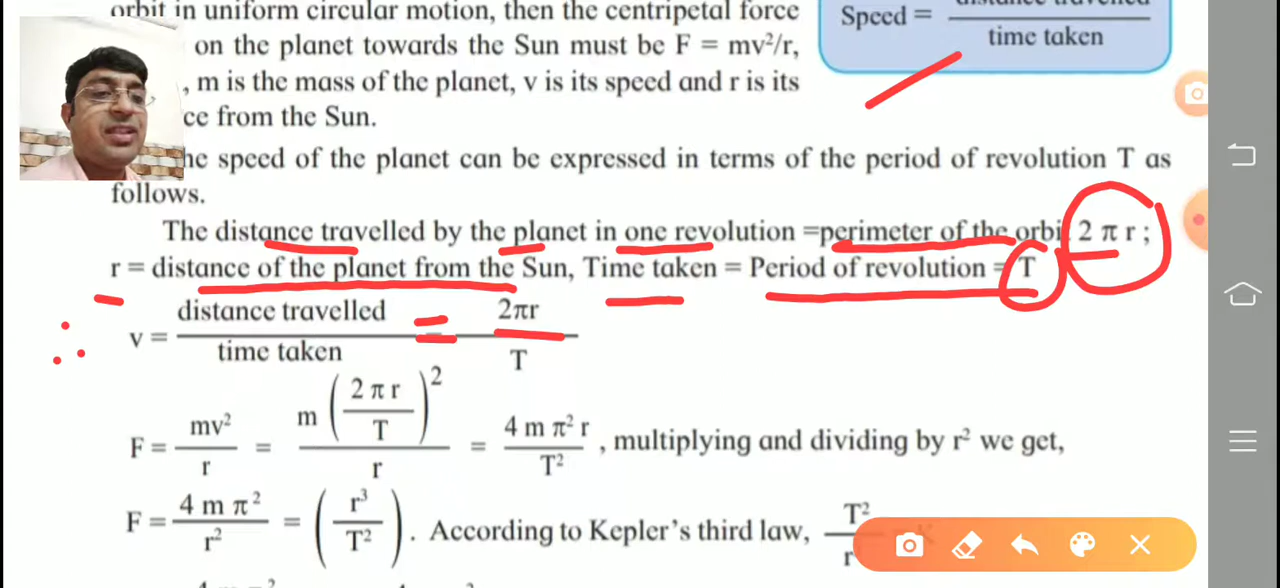 orbit in uniform circular motion, then the centripetal force
on the planet towards the Sun must be F = mv²/r,
, m is the mass of the planet, v is its speed and r is its
ce from the Sun.
Speed = distance travelled / time taken
he speed of the planet can be expressed in terms of the period of revolution T as
follows.
The distance travelled by the planet in one revolution =perimeter of the orbi 2 π r ;
r = distance of the planet from the Sun, Time taken = Period of revolution = T
v = distance travelled / time taken = 2πr / T
F = mv² / r = m ( 2 π r / T )² / r = 4 m π² r / T² , multiplying and dividing by r² we get,
F = 4 m π² / r² = ( r³ / T² ) . According to Kepler's third law, T² / r